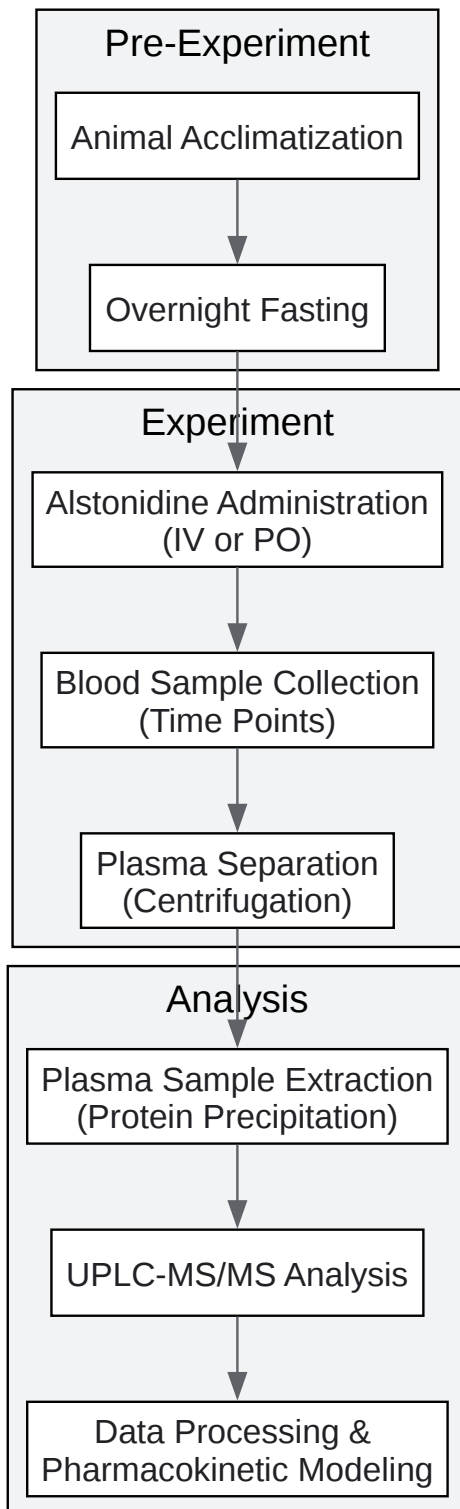 Pre-Experiment
Animal Acclimatization
Overnight Fasting
Experiment
Alstonidine Administration
(IV or PO)
Blood Sample Collection
(Time Points)
Plasma Separation
(Centrifugation)
Analysis
Plasma Sample Extraction
(Protein Precipitation)
UPLC-MS/MS Analysis
Data Processing &
Pharmacokinetic Modeling